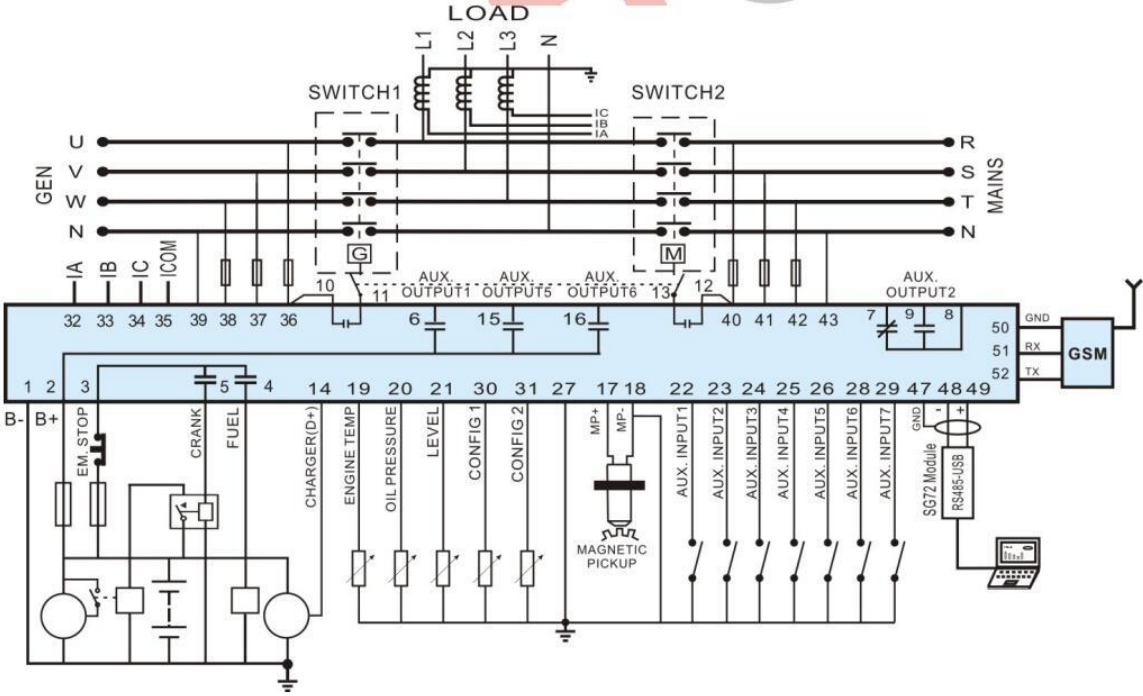 LOAD
L1
L2
L3
N
SWITCH1
SWITCH2
IC
IB
IA
GEN
U
V
W
N
R
S
T
N
MAINS
G
M
IA
IB
IC
ICOM
10
11
AUX.
OUTPUT1
AUX.
OUTPUT5
AUX.
OUTPUT6
13
12
AUX.
OUTPUT2
32
33
34
35
39
38
37
36
6
15
16
40
41
42
43
7
9
8
50
GND
51
RX
52
TX
GSM
1
2
3
5
4
14
19
20
21
30
31
27
17
18
22
23
24
25
26
28
29
47
48
49
B-
B+
EM. STOP
CRANK
FUEL
CHARGER(D+)
ENGINE TEMP
OIL PRESSURE
LEVEL
CONFIG 1
CONFIG 2
MP+
MP-
MAGNETIC
PICKUP
AUX. INPUT1
AUX. INPUT2
AUX. INPUT3
AUX. INPUT4
AUX. INPUT5
AUX. INPUT6
AUX. INPUT7
GND
-
+
SG72 Module
RS485-USB